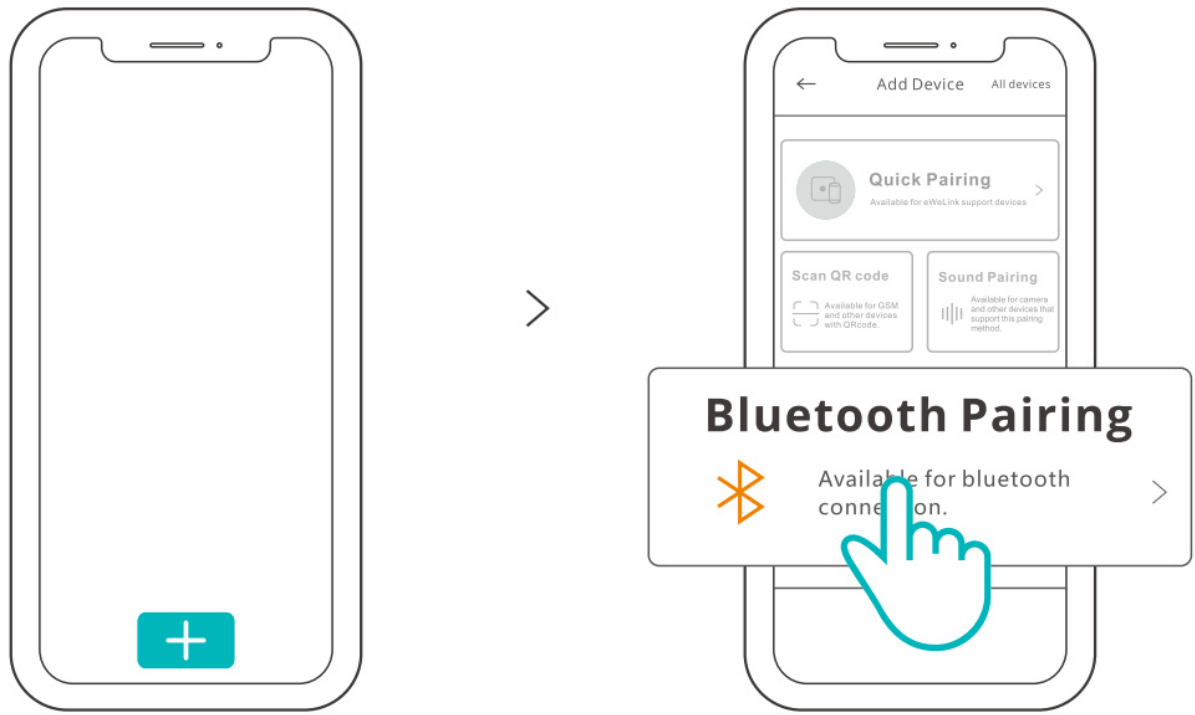 Add Device
All devices
Quick Pairing
Available for eWeLink support devices
Scan QR code
Available for GSM
and other devices
with QRcode.
Sound Pairing
Available for camera
and other devices that
support this pairing
method.
Bluetooth Pairing
Available for bluetooth
connection.